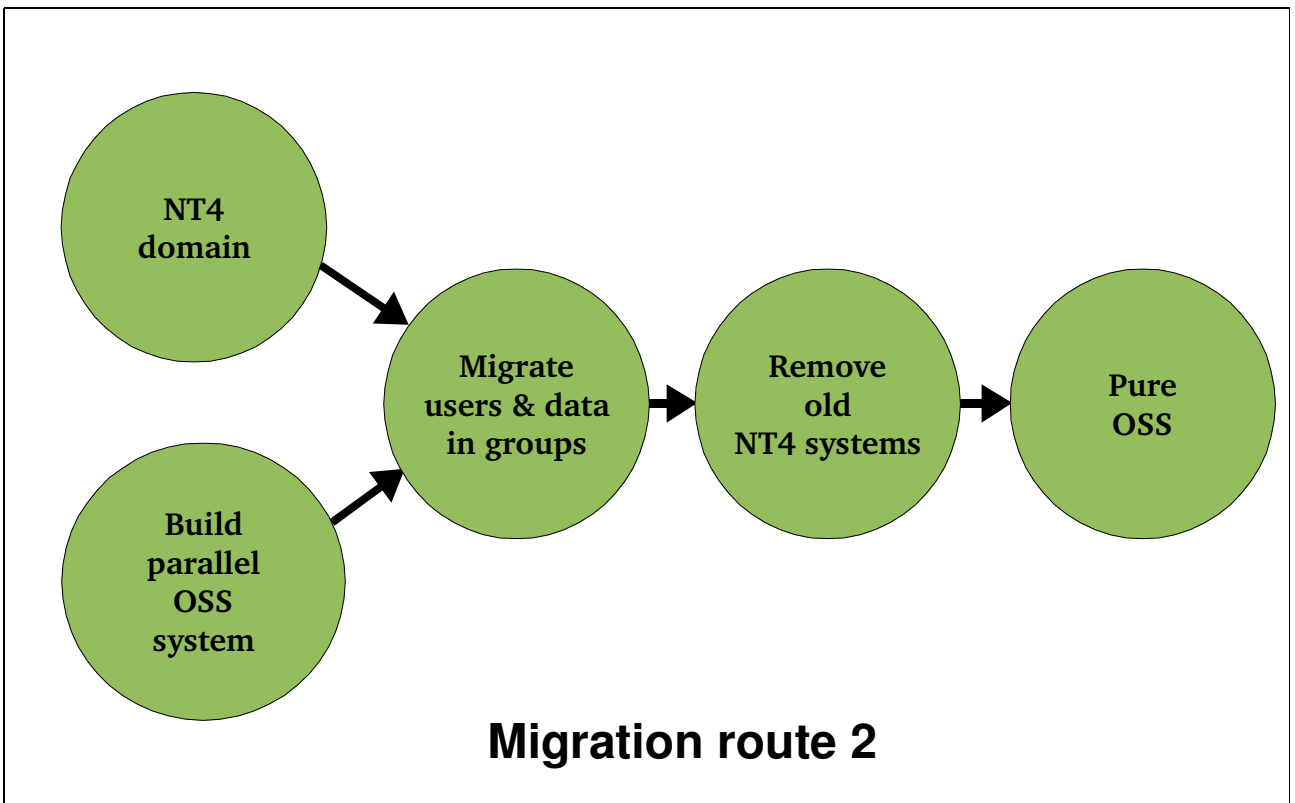 NT4
domain
Build
parallel
OSS
system
Migrate
users & data
in groups
Remove
old
NT4 systems
Pure
OSS
Migration route 2